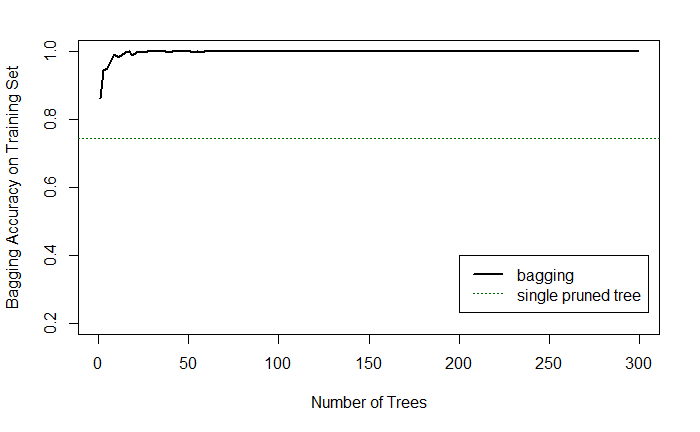 Bagging Accuracy on Training Set
1.0
0.8
0.6
0.4
0.2
bagging
single pruned tree
0 50 100 150 200 250 300
Number of Trees